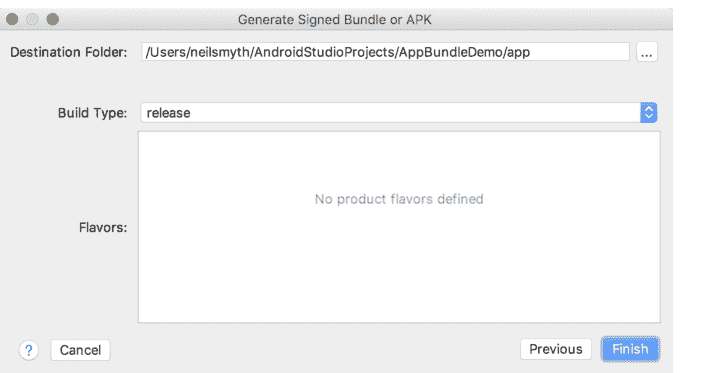 Generate Signed Bundle or APK
Destination Folder: /Users/neilsmyth/AndroidStudioProjects/AppBundleDemo/app ...
Build Type: release
No product flavors defined
Flavors:
? Cancel Previous Finish